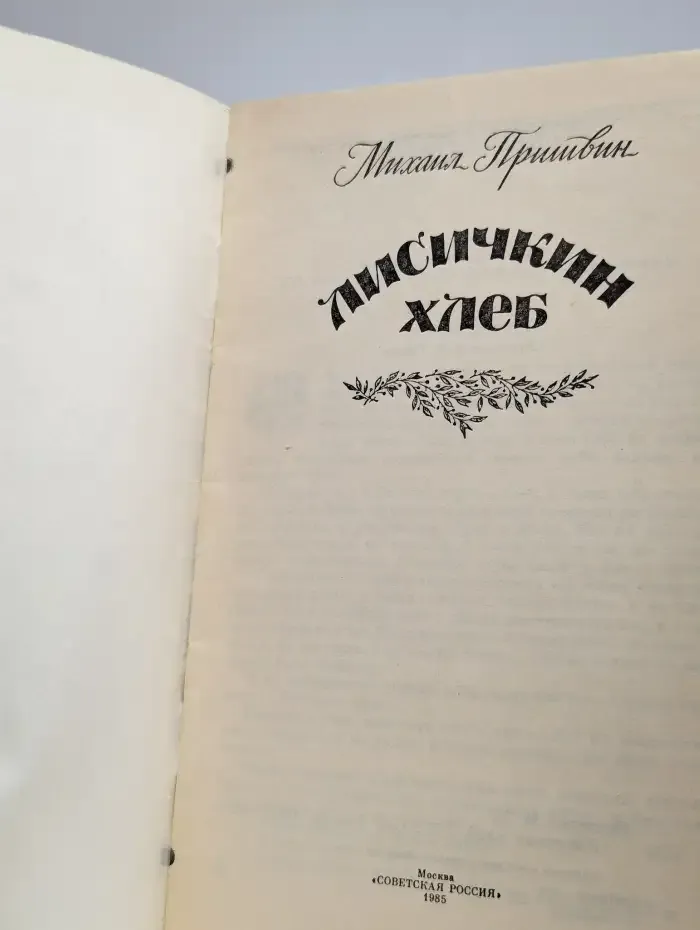 Михаил Пришвин
ЛИСИЧКИН
ХЛЕБ
Москва
«СОВЕТСКАЯ РОССИЯ»
1985